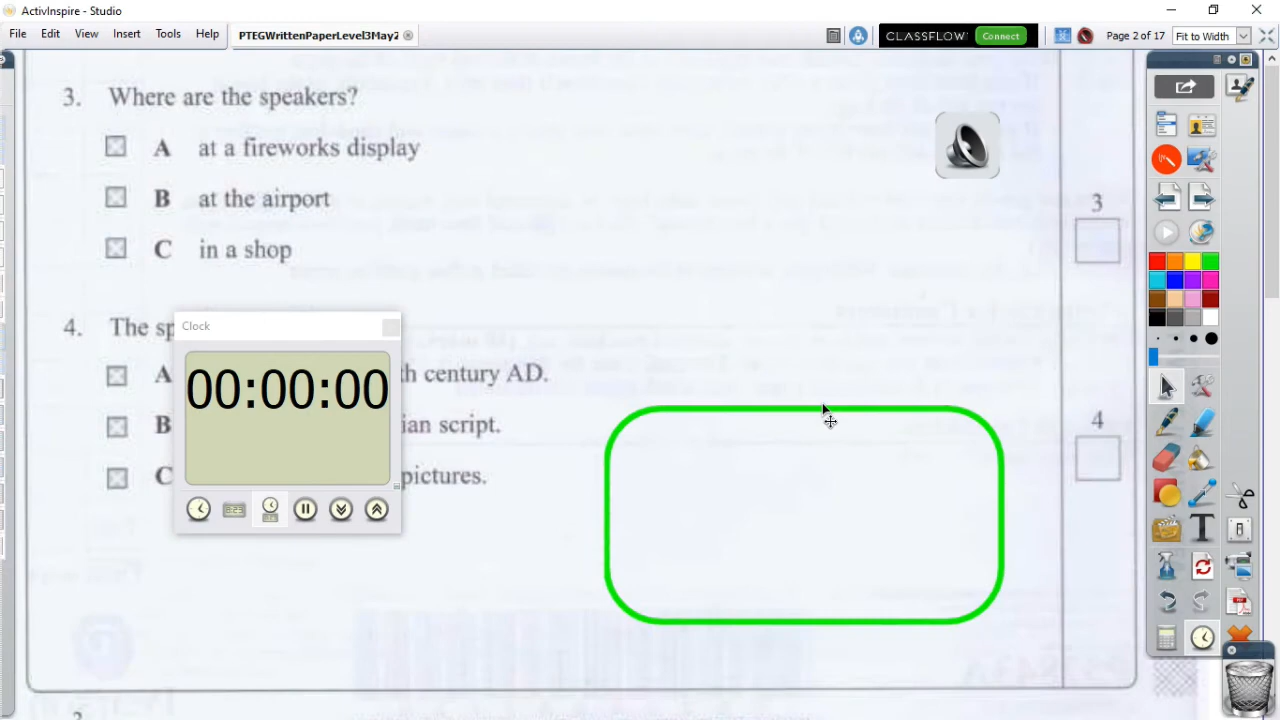 ActivInspire - Studio
File Edit View Insert Tools Help PTEGWrittenPaperLevel3May2 CLASSFLOW Connect Page 2 of 17 Fit to Width
3. Where are the speakers?
A at a fireworks display
B at the airport
C in a shop
3
4. The sp
Clock
00:00:00
A th century AD.
B ian script.
C pictures.
4
T
PDF